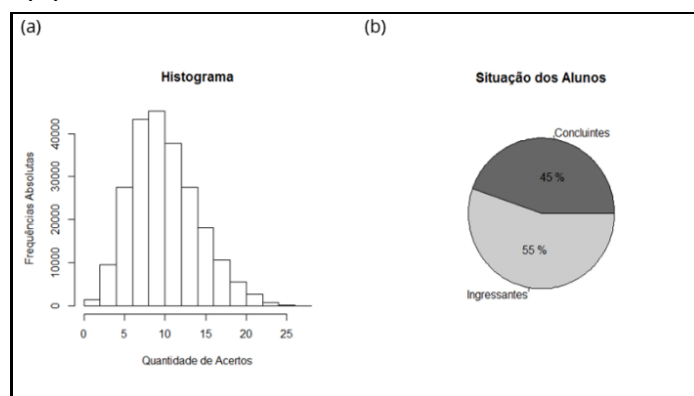 (a)
Histograma
Frequências Absolutas
40000
30000
20000
10000
0
0 5 10 15 20 25
Quantidade de Acertos
(b)
Situação dos Alunos
Concluintes
45 %
55 %
Ingressantes